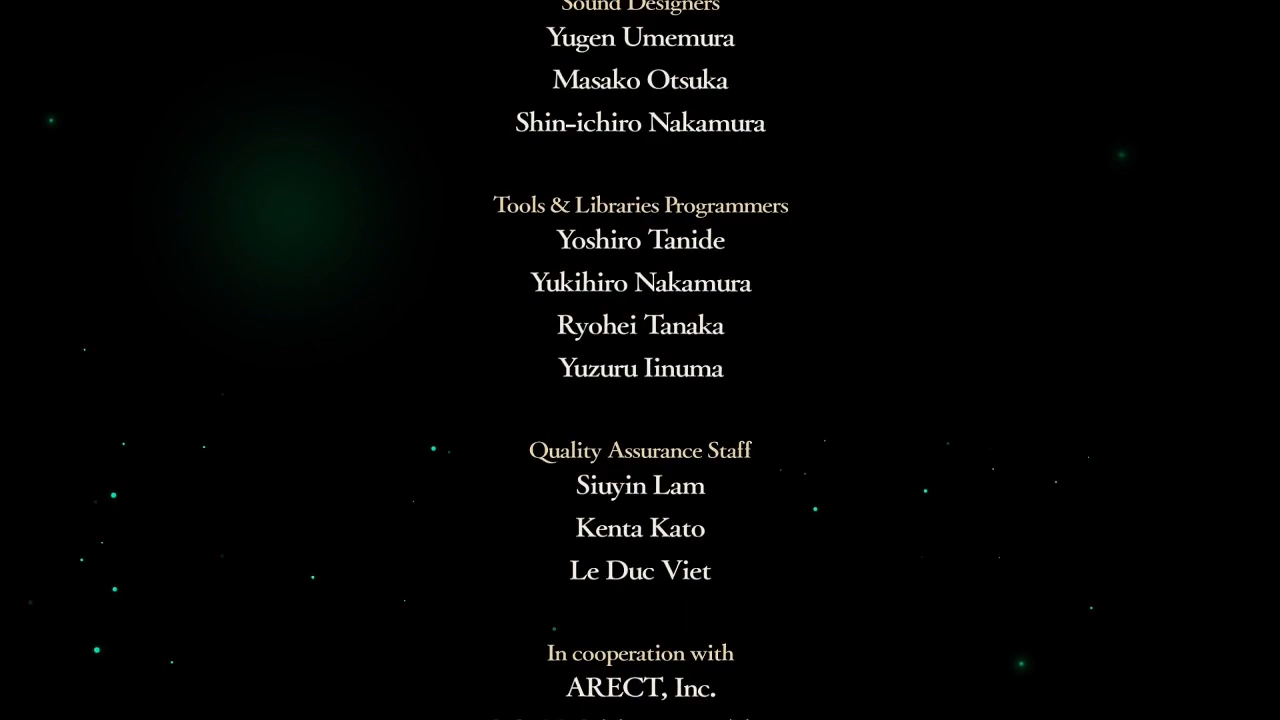 Sound Designers
Yugen Umemura
Masako Otsuka
Shin-ichiro Nakamura
Tools & Libraries Programmers
Yoshiro Tanide
Yukihiro Nakamura
Ryohei Tanaka
Yuzuru Iinuma
Quality Assurance Staff
Siuyin Lam
Kenta Kato
Le Duc Viet
In cooperation with
ARECT, Inc.